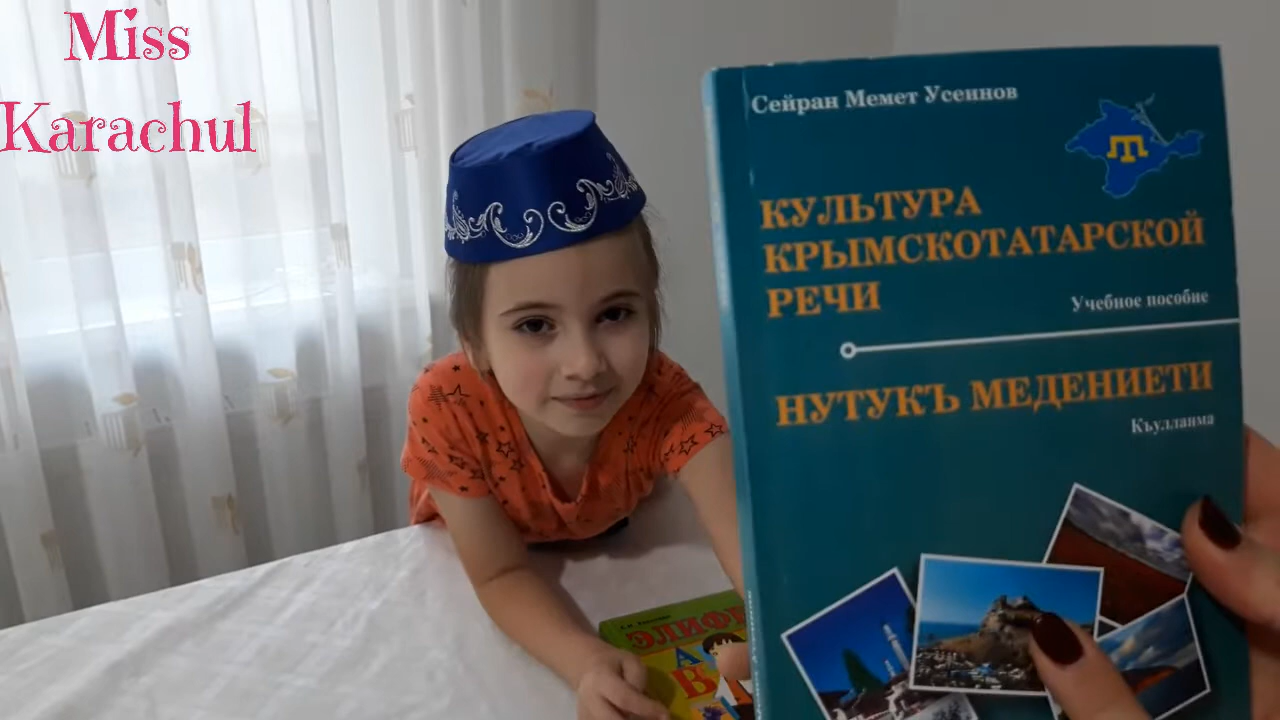 Miss
Karachul
Сейран Мемет Усеинов
КУЛЬТУРА
КРЫМСКОТАТАРСКОЙ
РЕЧИ
Учебное пособие
НУТУКЪ МЕДЕНИЕТИ
Къулланма